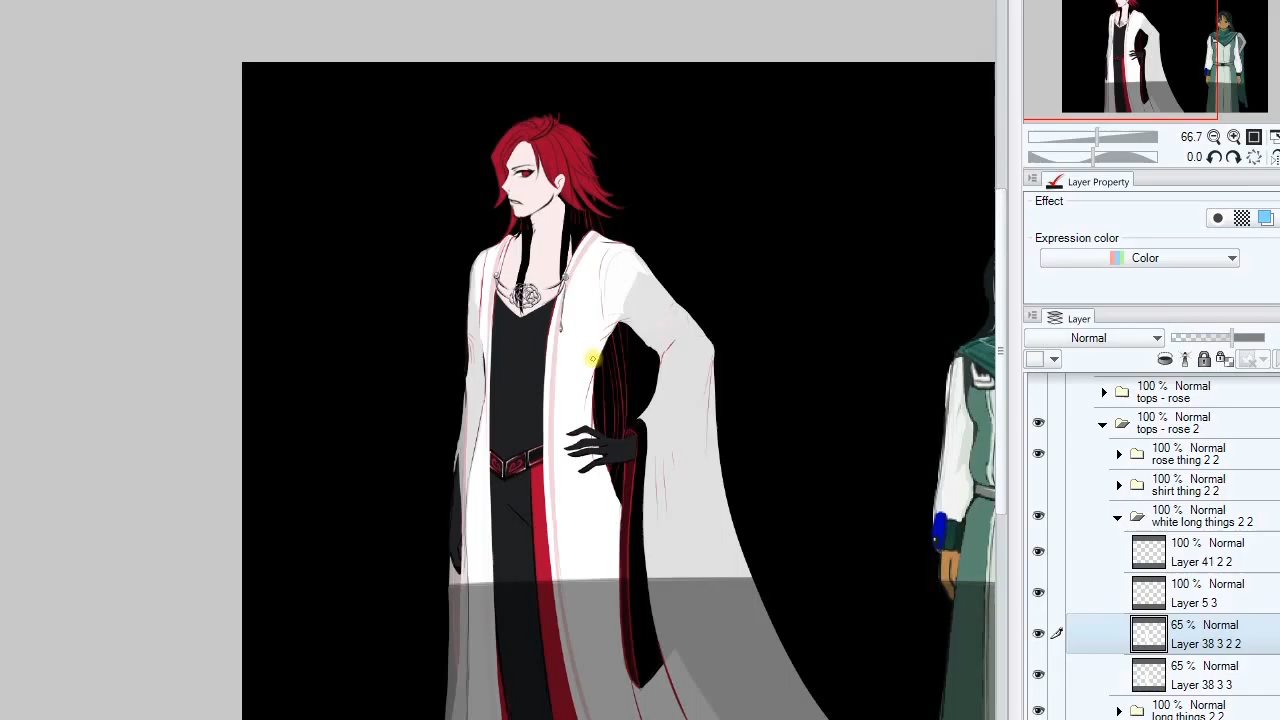 66.7
0.0
Layer Property
Effect
Expression color
Color
Layer
Normal
100 % Normal
tops - rose
100 % Normal
tops - rose 2
100 % Normal
rose thing 2 2
100 % Normal
shirt thing 2 2
100 % Normal
white long things 2 2
100 % Normal
Layer 41 2 2
100 % Normal
Layer 5 3
65 % Normal
Layer 38 3 2 2
65 % Normal
Layer 38 3 3
100 % Normal
long things 2 2